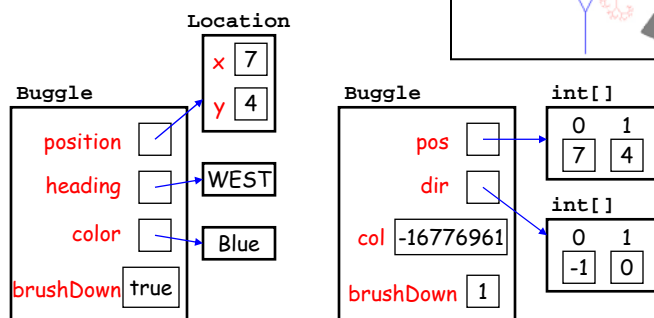 Location
x 7
y 4
Buggle
position
heading
WEST
color
Blue
brushDown true
Buggle
pos
dir
col -16776961
brushDown 1
int[]
0 1
7 4
int[]
0 1
-1 0